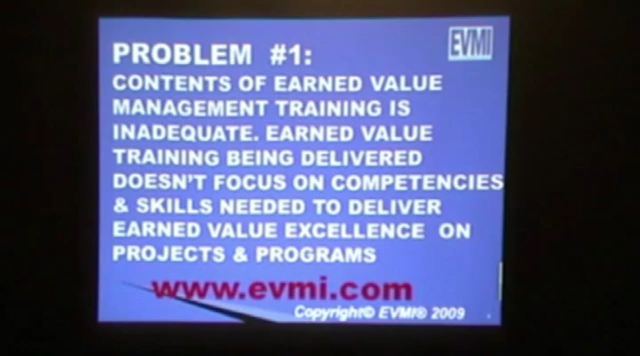 EVMI
PROBLEM #1:
CONTENTS OF EARNED VALUE
MANAGEMENT TRAINING IS
INADEQUATE. EARNED VALUE
TRAINING BEING DELIVERED
DOESN'T FOCUS ON COMPETENCIES
& SKILLS NEEDED TO DELIVER
EARNED VALUE EXCELLENCE ON
PROJECTS & PROGRAMS
www.evmi.com
Copyright© EVMI® 2009